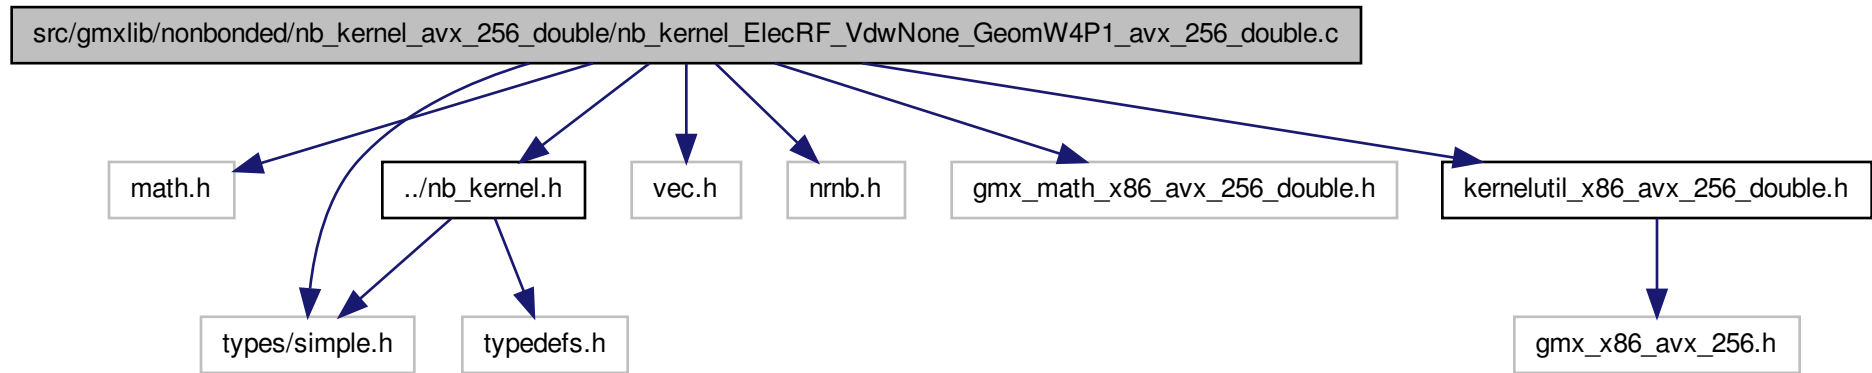 src/gmxlib/nonbonded/nb_kernel_avx_256_double/nb_kernel_ElecRF_VdwNone_GeomW4P1_avx_256_double.c
math.h
../nb_kernel.h
vec.h
nrnb.h
gmx_math_x86_avx_256_double.h
kernelutil_x86_avx_256_double.h
types/simple.h
typedefs.h
gmx_x86_avx_256.h